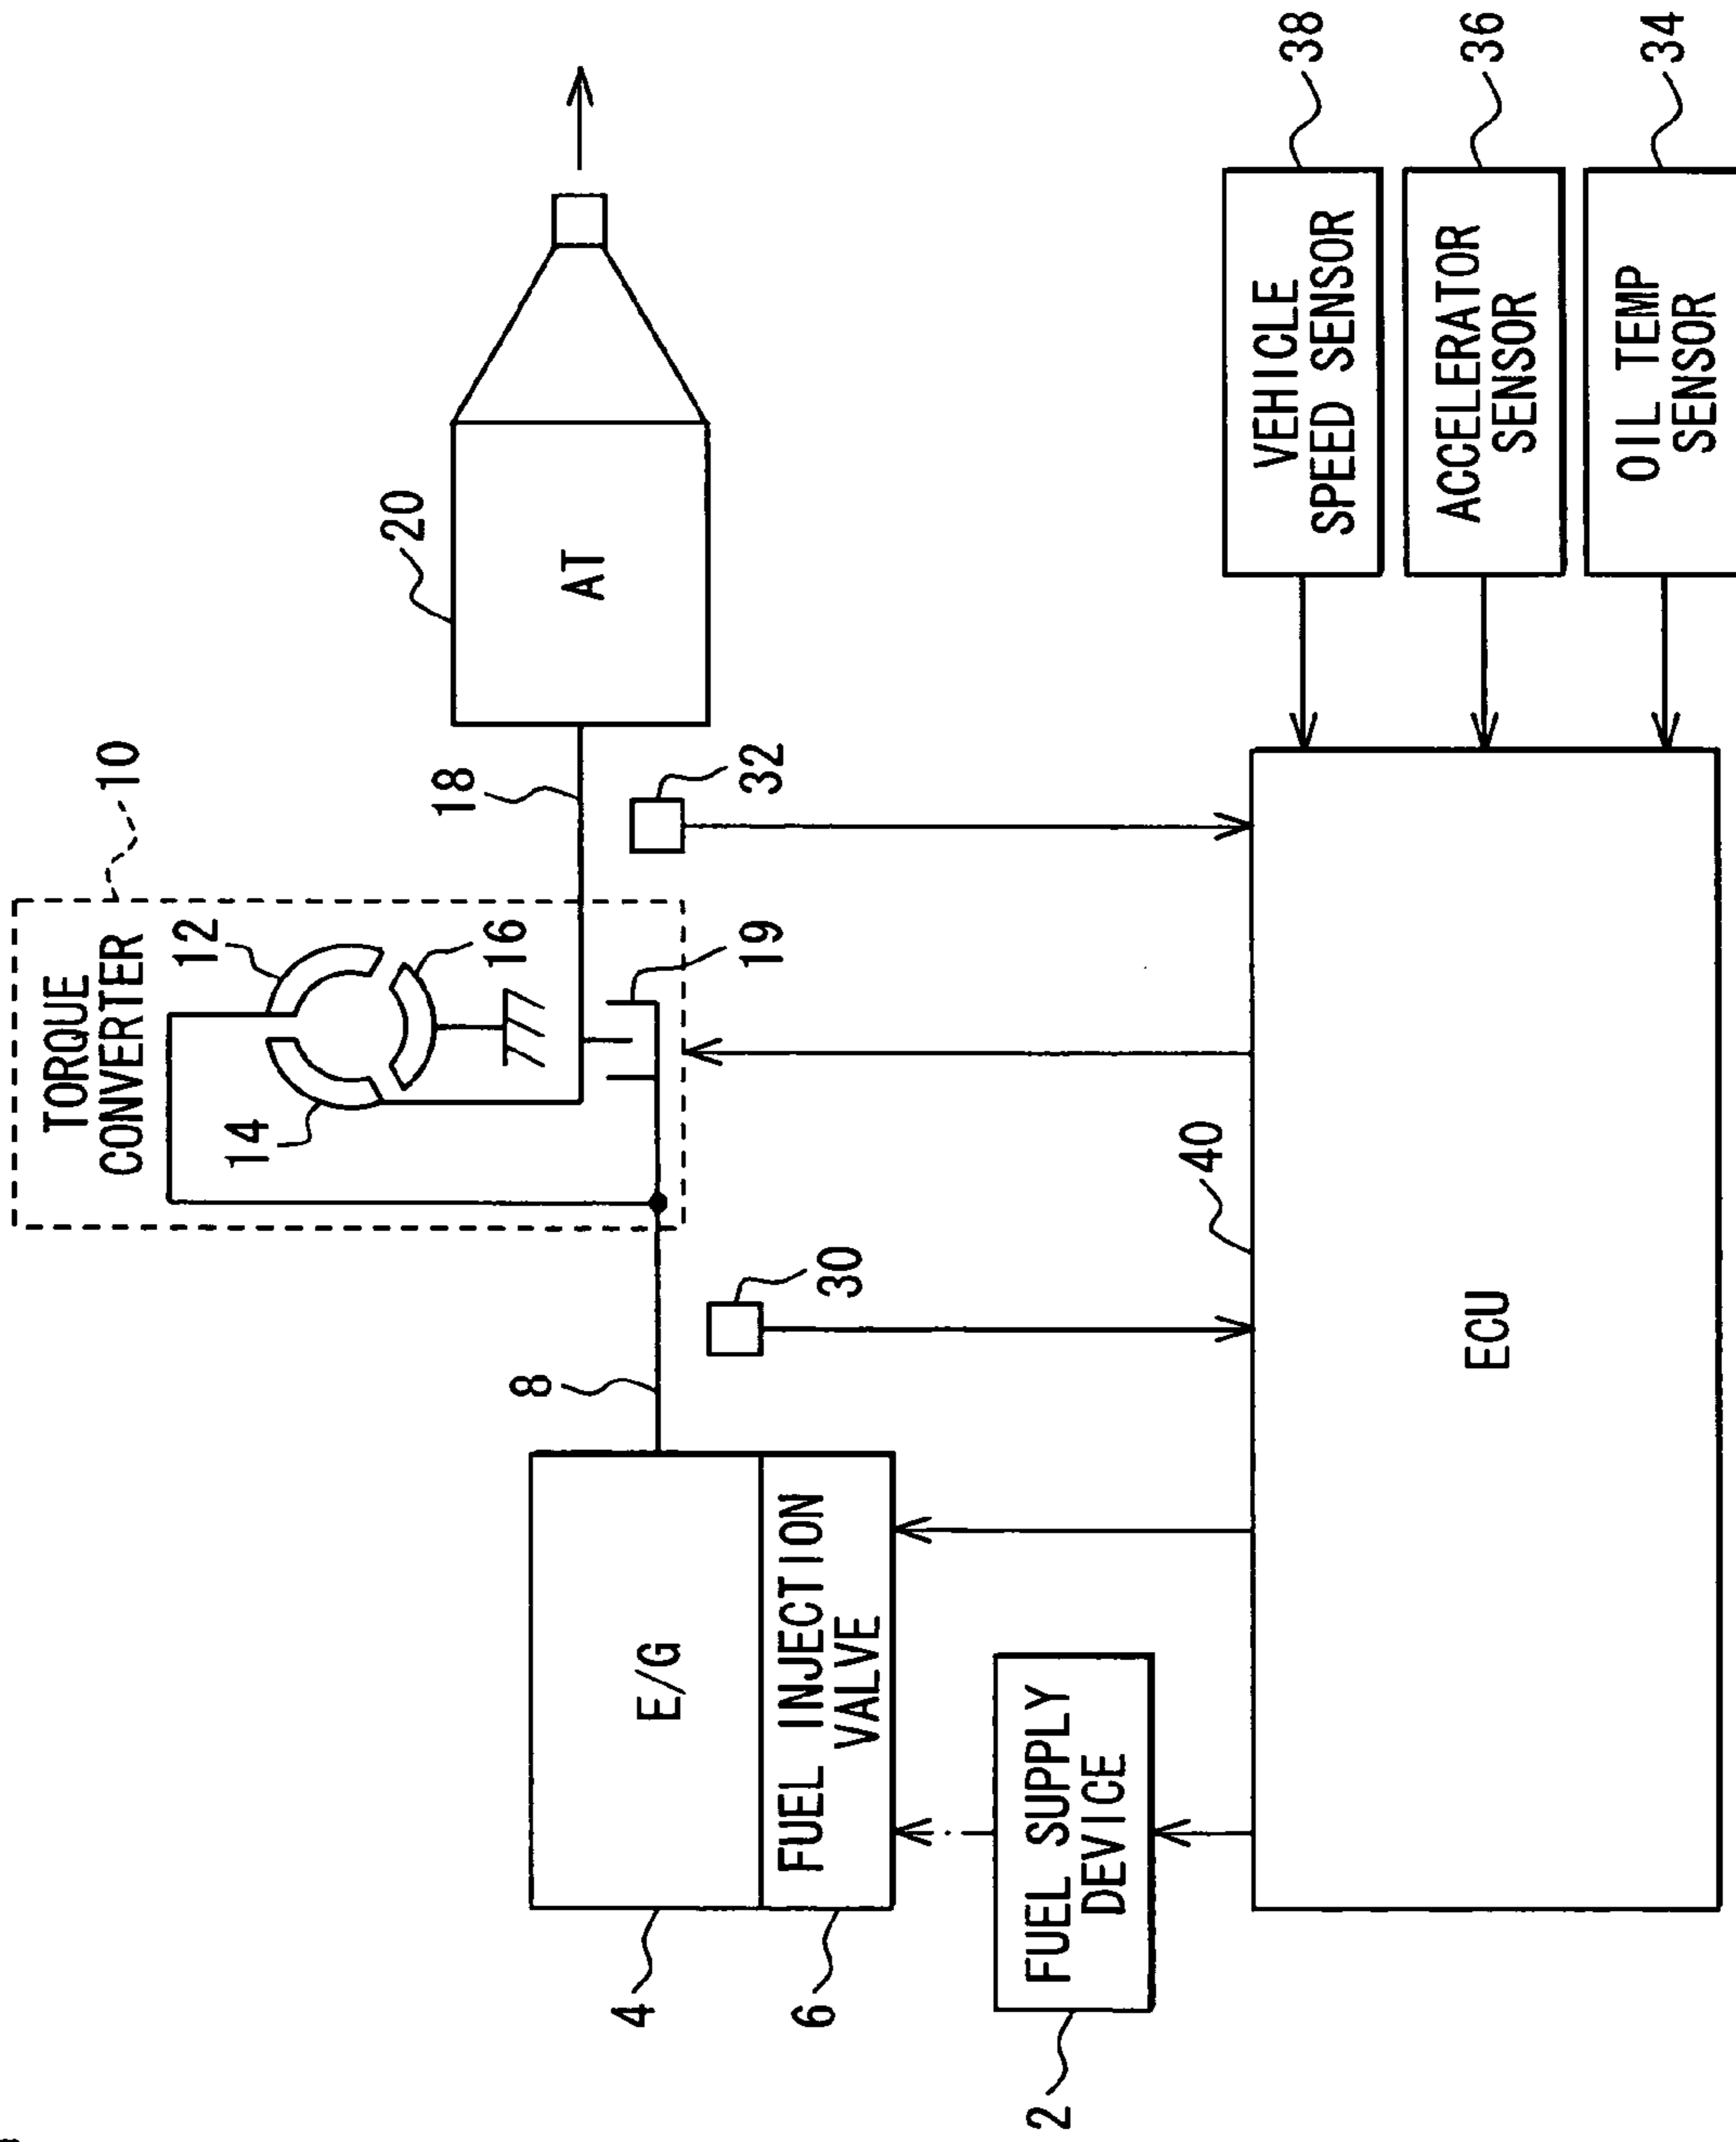 TORQUE
CONVERTER
10
12
14
16
18
19
20
AT
32
8
30
E/G
4
FUEL INJECTION
VALVE
6
FUEL SUPPLY
DEVICE
2
40
ECU
VEHICLE
SPEED SENSOR
38
ACCELERATOR
SENSOR
36
OIL TEMP
SENSOR
34